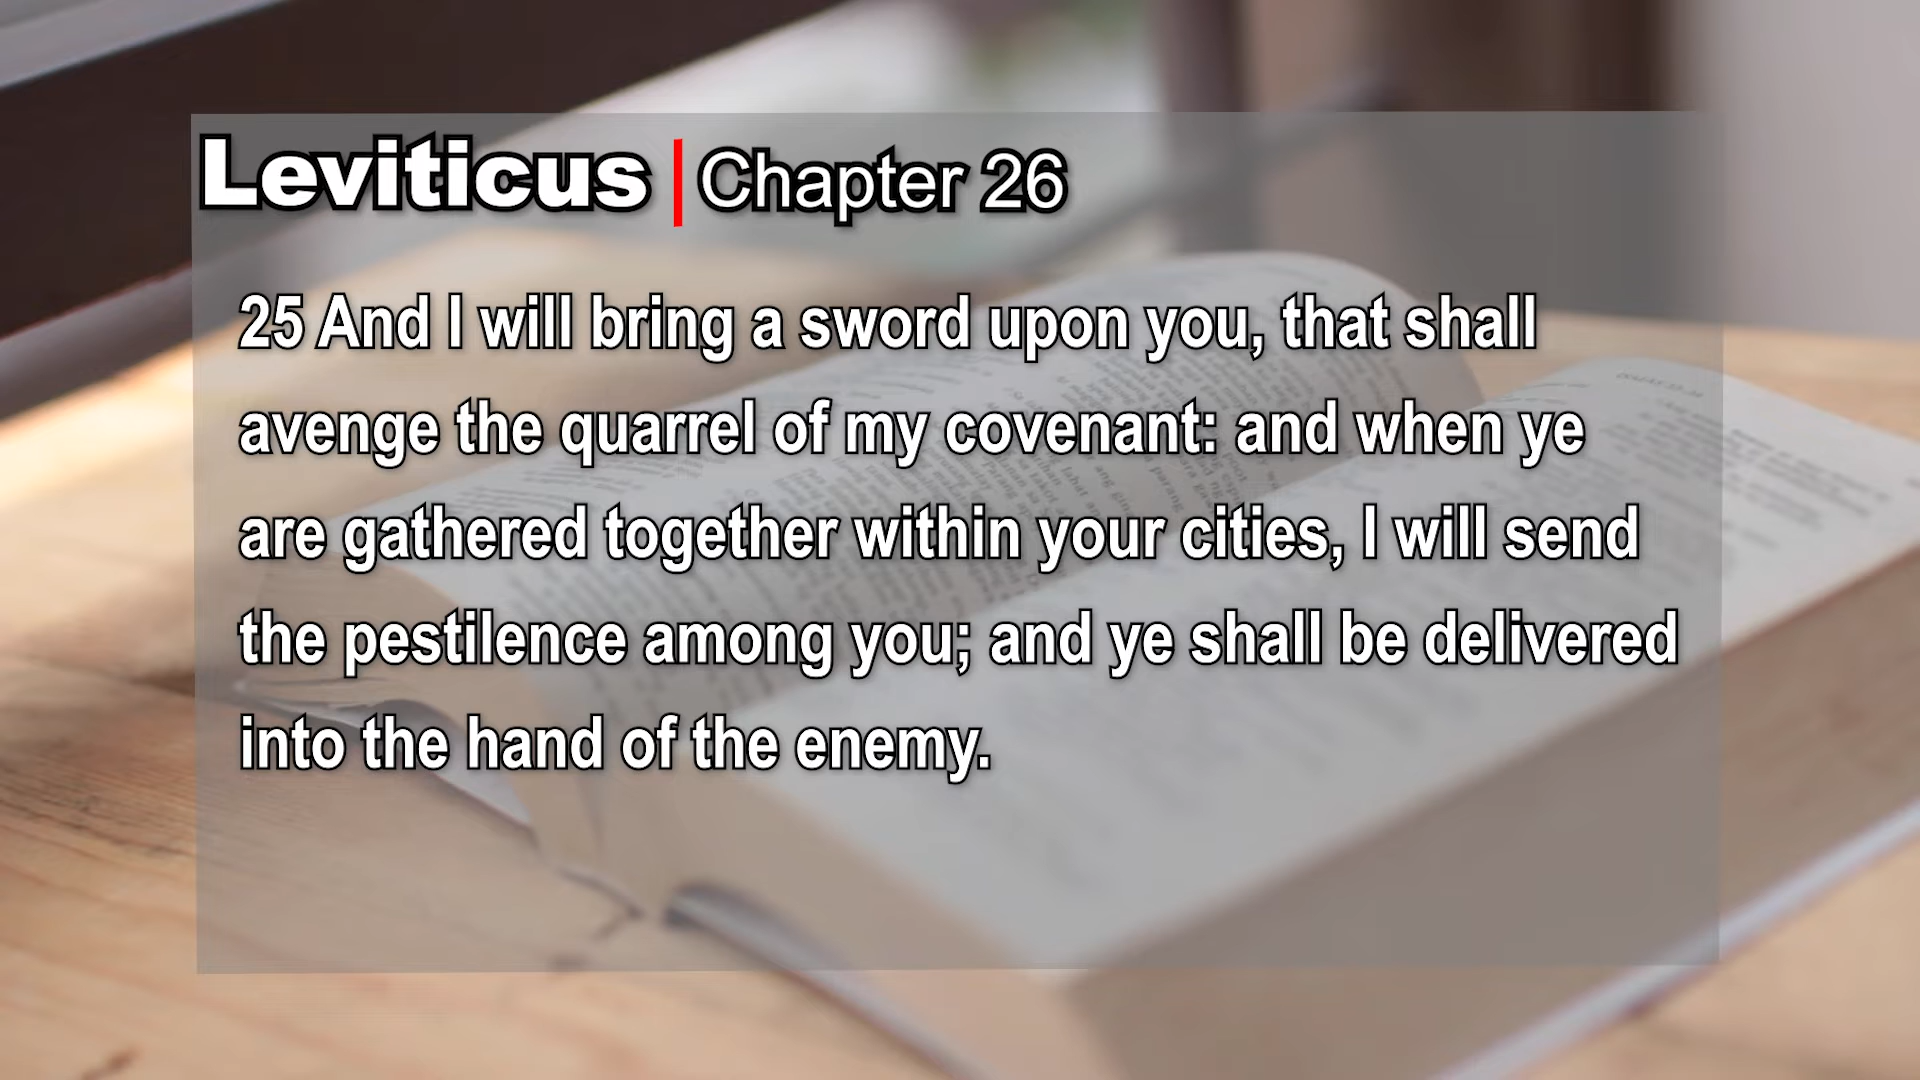 Leviticus | Chapter 26
25 And I will bring a sword upon you, that shall
avenge the quarrel of my covenant: and when ye
are gathered together within your cities, I will send
the pestilence among you; and ye shall be delivered
into the hand of the enemy.